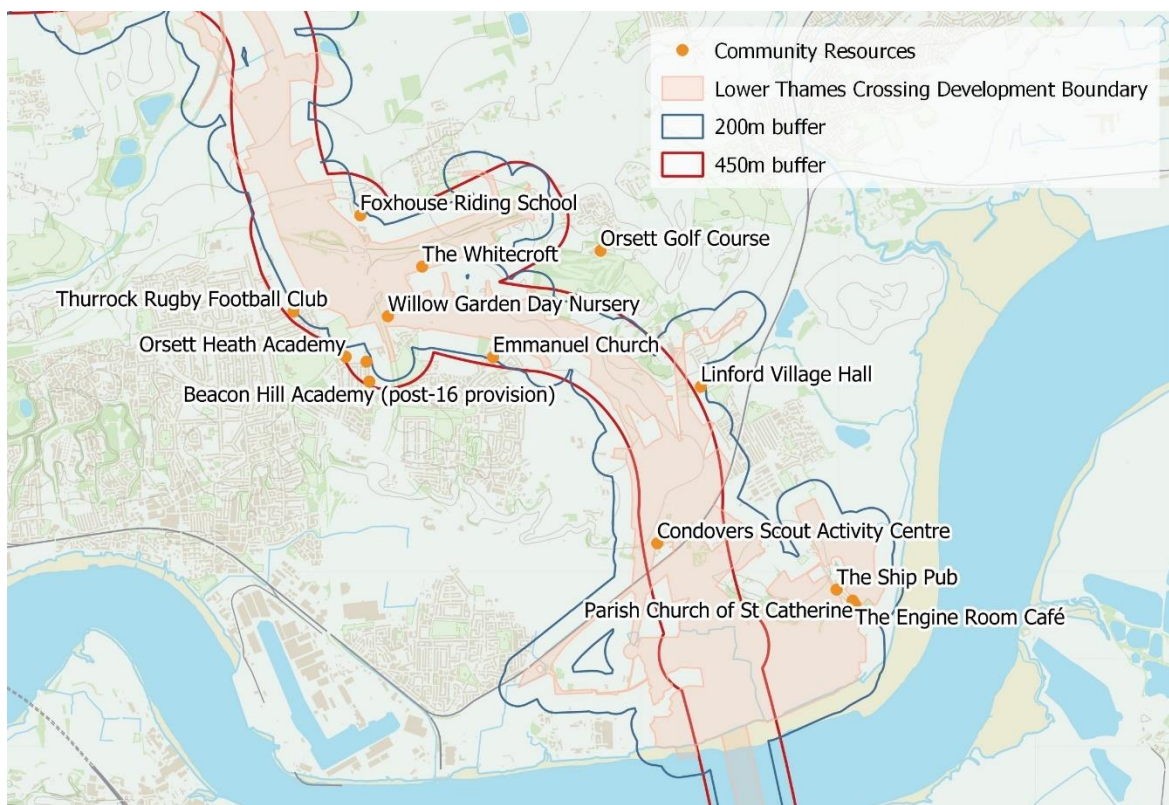 Community Resources
Lower Thames Crossing Development Boundary
200m buffer
450m buffer
Foxhouse Riding School
Orsett Golf Course
The Whitecroft
Thurrock Rugby Football Club
Willow Garden Day Nursery
Orsett Heath Academy
Emmanuel Church
Linford Village Hall
Beacon Hill Academy (post-16 provision)
Condovers Scout Activity Centre
The Ship Pub
Parish Church of St Catherine
The Engine Room Café